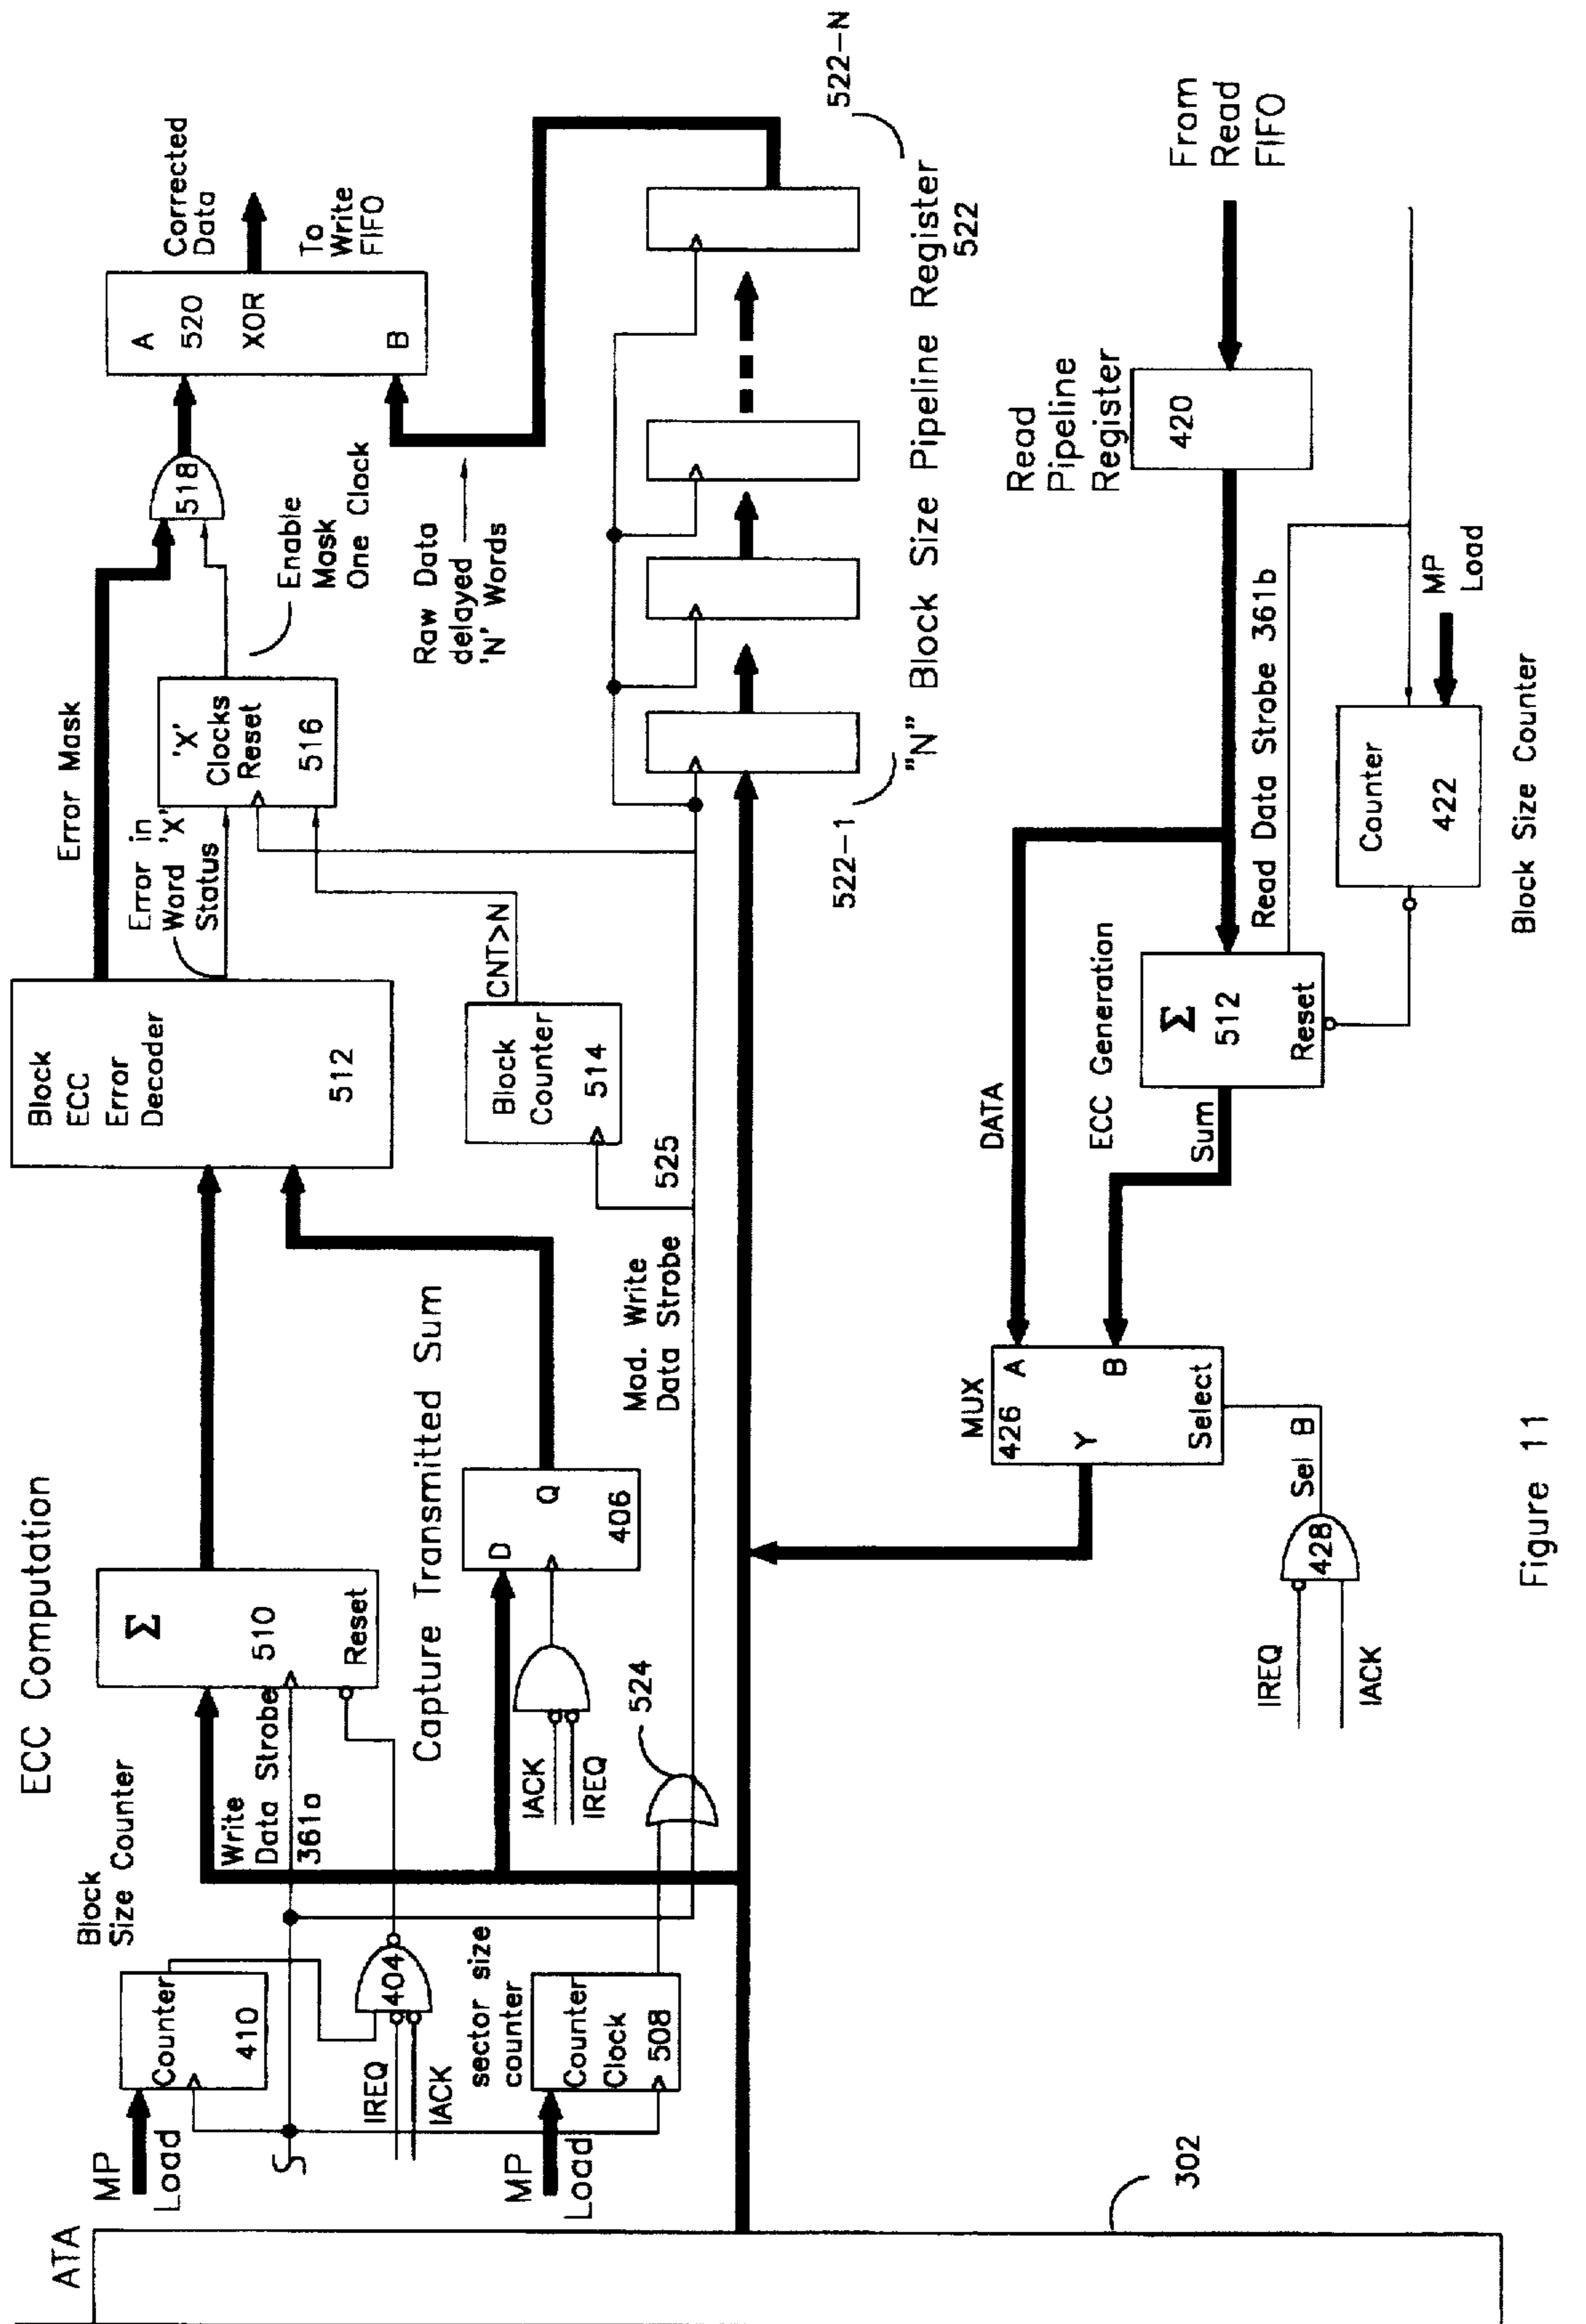 ATA
302
MP
Load
Counter
410
Block
Size Counter
S
IREQ
IACK
404
sector size
counter
MP
Load
Counter
Clock
508
ECC Computation
Write
Data Strobe
361a
Σ
510
Reset
Capture Transmitted Sum
IACK
IREQ
D
Q
406
524
Mod. Write
Data Strobe
525
Block
ECC
Error
Decoder
512
Block
Counter
514
CNT>N
Error Mask
Error in
Word 'X'
Status
'X'
Clocks
Reset
516
Enable
Mask
One Clock
518
A
520
XOR
B
Corrected
Data
To
Write
FIFO
Raw Data
delayed
'N' Words
522-1
522-N
"N" Block Size Pipeline Register
522
From
Read
FIFO
Read
Pipeline
Register
420
Read Data Strobe 361b
MP
Load
Counter
422
Block Size Counter
DATA
ECC Generation
Σ
512
Reset
Sum
MUX
426
A
B
Y
Select
Sel B
428
IREQ
IACK
Figure 11